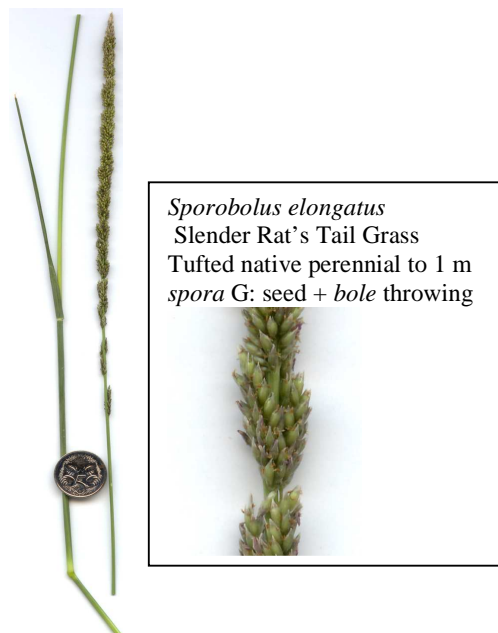 Sporobolus elongatus
Slender Rat's Tail Grass
Tufted native perennial to 1 m
spora G: seed + bole throwing